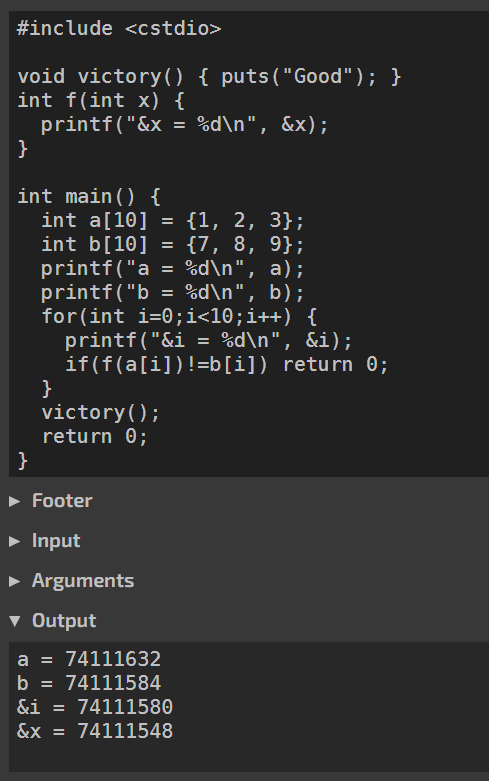 #include <cstdio>

void victory() { puts("Good"); }
int f(int x) {
  printf("&x = %d\n", &x);
}

int main() {
  int a[10] = {1, 2, 3};
  int b[10] = {7, 8, 9};
  printf("a = %d\n", a);
  printf("b = %d\n", b);
  for(int i=0;i<10;i++) {
    printf("&i = %d\n", &i);
    if(f(a[i])!=b[i]) return 0;
  }
  victory();
  return 0;
}
► Footer
► Input
► Arguments
▼ Output
a = 74111632
b = 74111584
&i = 74111580
&x = 74111548